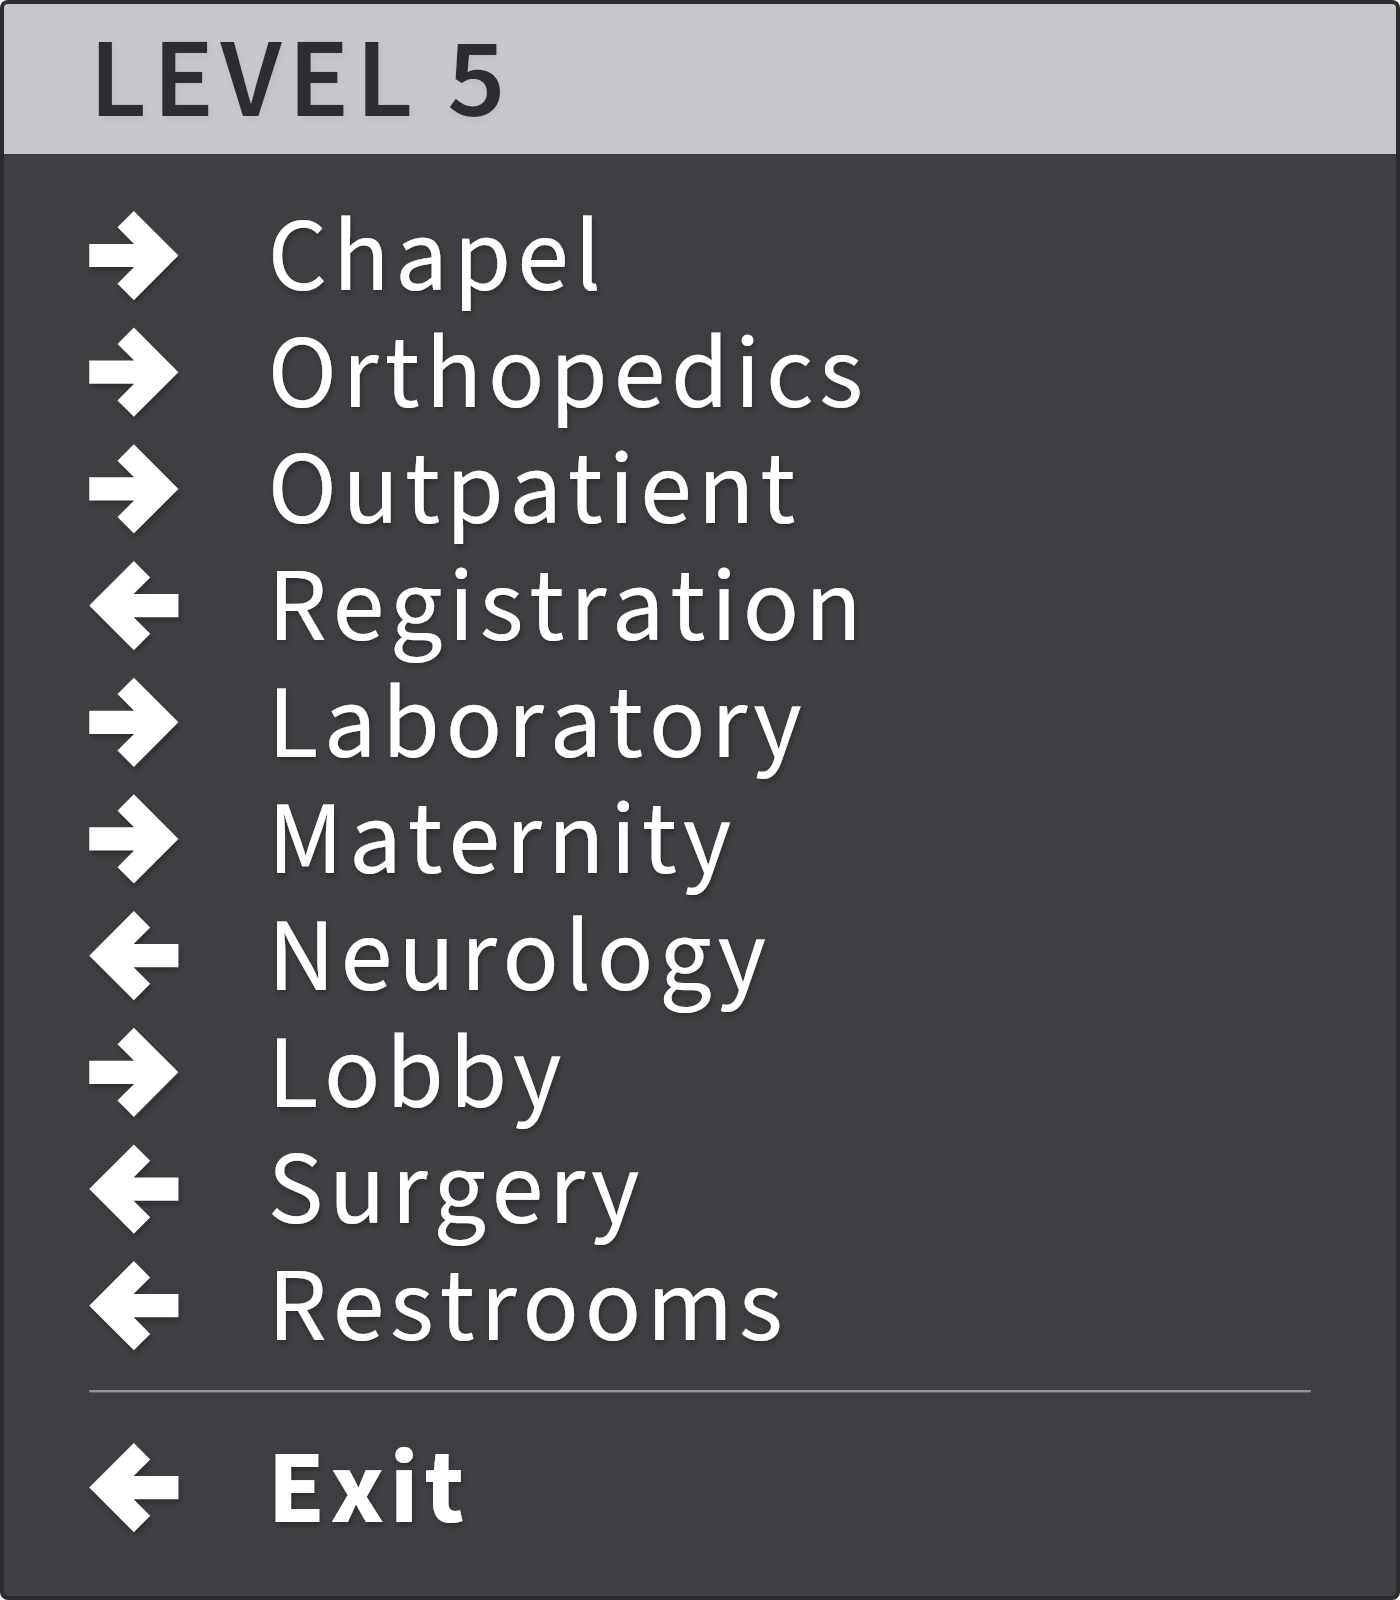 LEVEL 5
Chapel
Orthopedics
Outpatient
Registration
Laboratory
Maternity
Neurology
Lobby
Surgery
Restrooms
Exit